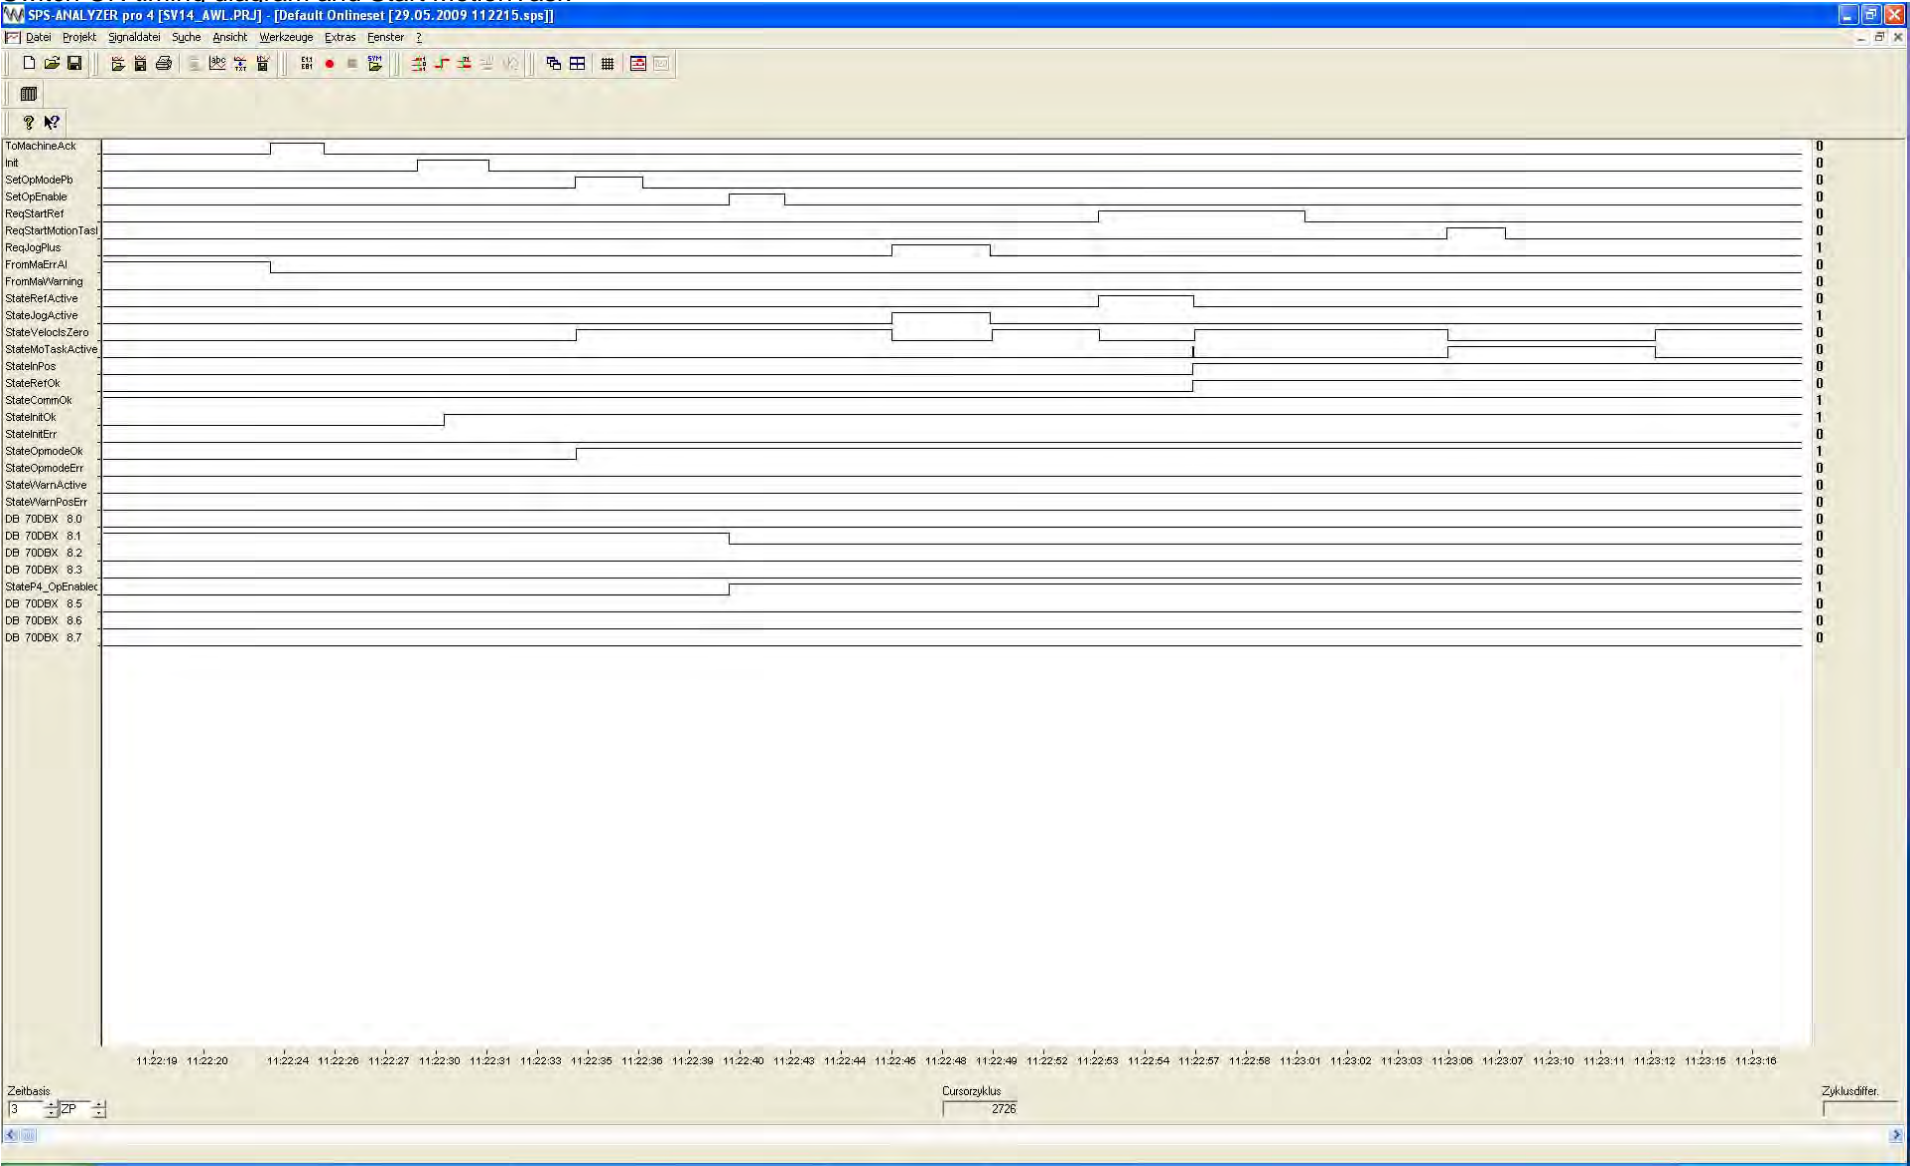 Switch ON timing diagram and Start MotionTask
SPS-ANALYZER pro 4 [SV14_AWL.PRJ] - [Default Onlineset [29.05.2009 112215.sps]]
Datei Projekt Signaldatei Suche Ansicht Werkzeuge Extras Fenster ?
ToMachineAck 0
Init 0
SetOpModePb 0
SetOpEnable 0
ReqStartRef 0
ReqStartMotionTasl 0
ReqJogPlus 1
FromMaErrAl 0
FromMaWarning 0
StateRefActive 0
StateJogActive 1
StateVelocIsZero 0
StateMoTaskActive 0
StateInPos 0
StateRefOk 0
StateCommOk 1
StateInitOk 1
StateInitErr 0
StateOpmodeOk 1
StateOpmodeErr 0
StateWarnActive 0
StateWarnPosErr 0
DB 70DBX 8.0 0
DB 70DBX 8.1 0
DB 70DBX 8.2 0
DB 70DBX 8.3 0
StateP4_OpEnablec 1
DB 70DBX 8.5 0
DB 70DBX 8.6 0
DB 70DBX 8.7 0
11:22:19 11:22:20 11:22:24 11:22:26 11:22:27 11:22:30 11:22:31 11:22:33 11:22:35 11:22:36 11:22:39 11:22:40 11:22:43 11:22:44 11:22:45 11:22:48 11:22:49 11:22:52 11:22:53 11:22:54 11:22:57 11:22:58 11:23:01 11:23:02 11:23:03 11:23:06 11:23:07 11:23:10 11:23:11 11:23:12 11:23:15 11:23:16
Zeitbasis Cursorzyklus Zyklusdiffer.
3 ZP 2726